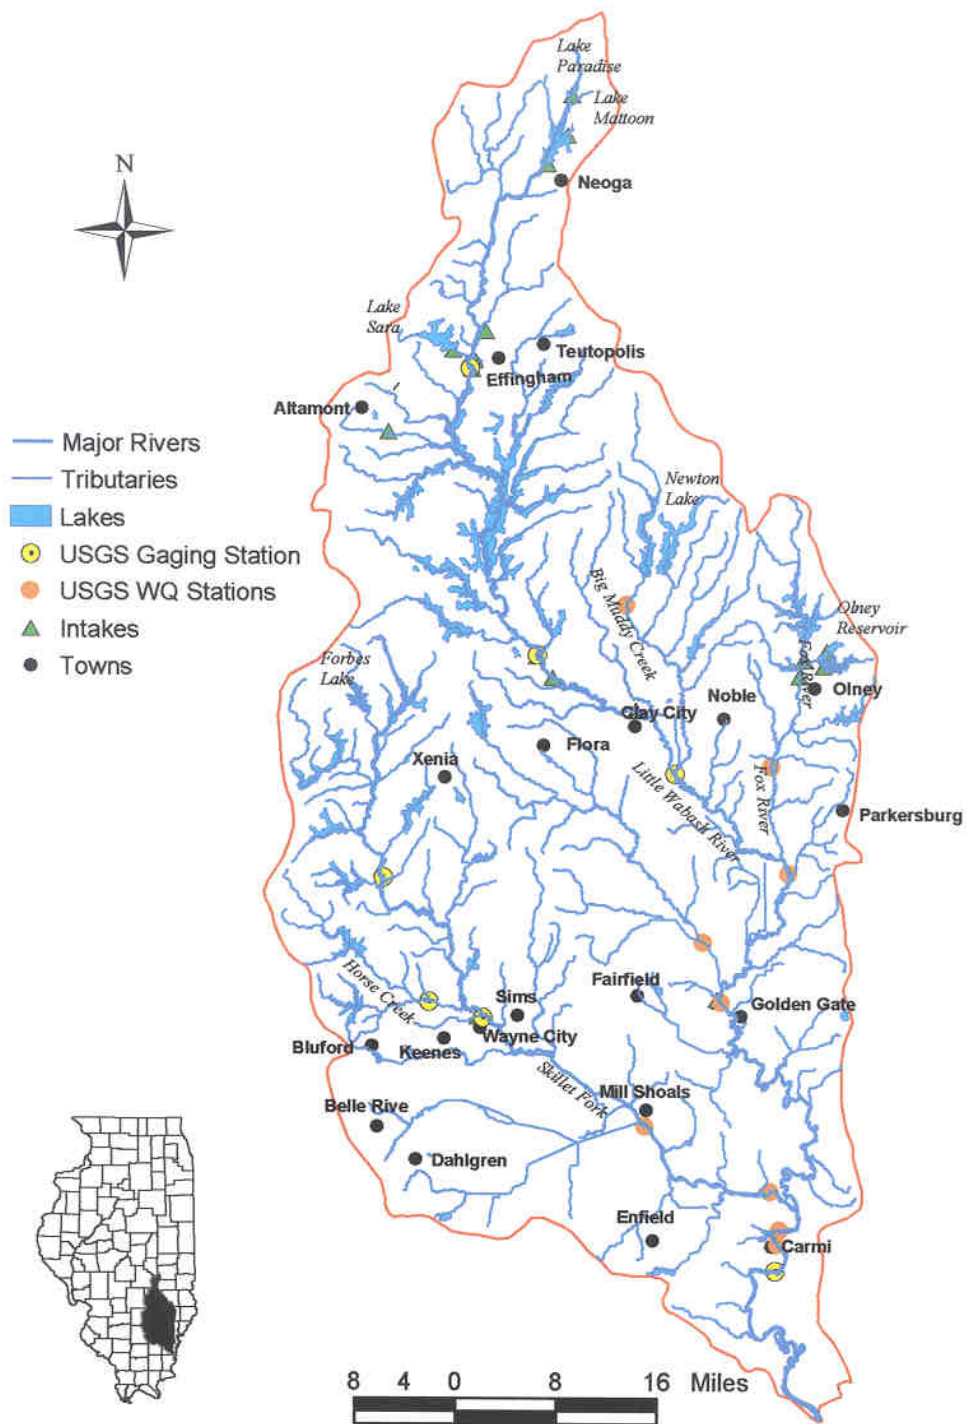 Lake
Paradise
Lake
Mattoon
N
Neoga
Lake
Sara
Teutopolis
Effingham
Altamont
Major Rivers
Tributaries
Lakes
USGS Gaging Station
USGS WQ Stations
Intakes
Towns
Newton
Lake
Big Muddy Creek
Olney
Reservoir
Fox River
Forbes
Lake
Olney
Noble
Clay City
Flora
Xenia
Little Wabash River
Fox River
Parkersburg
Horse Creek
Sims
Fairfield
Golden Gate
Wayne City
Bluford
Keenes
Skillet Fork
Mill Shoals
Belle Rive
Dahlgren
Enfield
Carmi
8 4 0 8 16 Miles